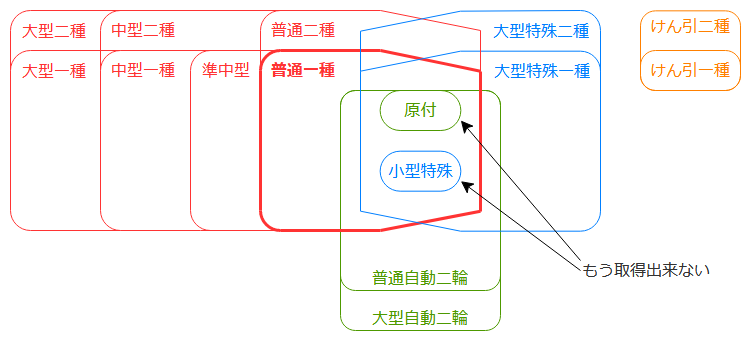 大型二種
中型二種
普通二種
大型特殊二種
けん引二種
大型一種
中型一種
準中型
普通一種
大型特殊一種
けん引一種
原付
小型特殊
もう取得出来ない
普通自動二輪
大型自動二輪